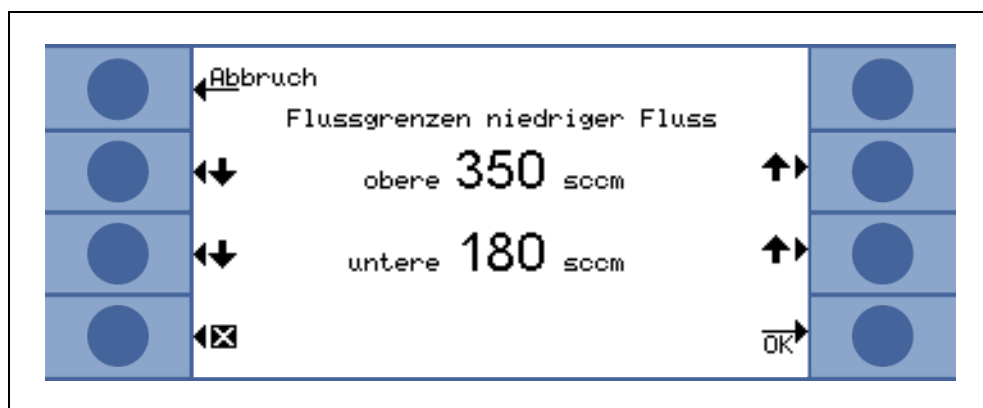 Abbruch
Flussgrenzen niedriger Fluss
obere 350 sccm
untere 180 sccm
OK